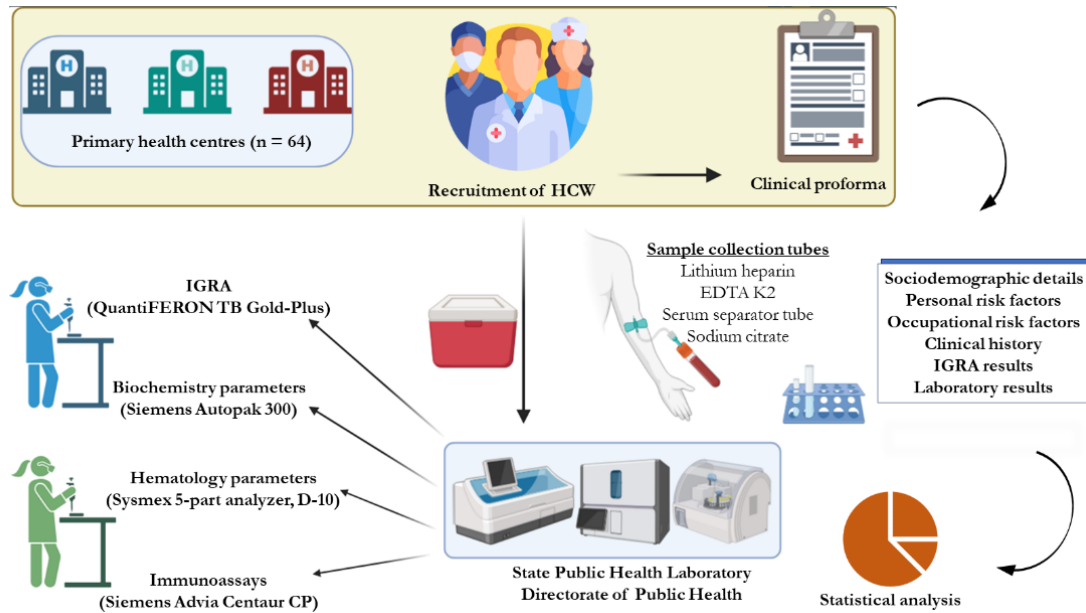 H
H
H
Primary health centres (n = 64)
Recruitment of HCW
Clinical proforma
Sample collection tubes
Lithium heparin
EDTA K2
Serum separator tube
Sodium citrate
Sociodemographic details
Personal risk factors
Occupational risk factors
Clinical history
IGRA results
Laboratory results
IGRA
(QuantiFERON TB Gold-Plus)
Biochemistry parameters
(Siemens Autopak 300)
Hematology parameters
(Sysmex 5-part analyzer, D-10)
Immunoassays
(Siemens Advia Centaur CP)
State Public Health Laboratory
Directorate of Public Health
Statistical analysis